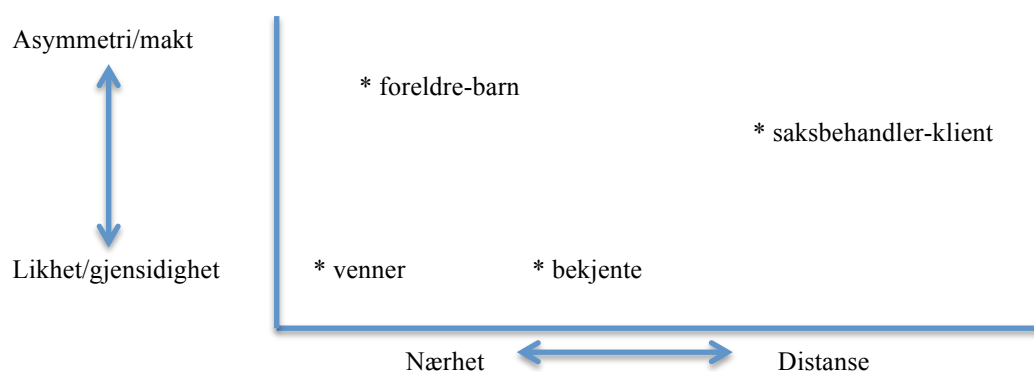 Asymmetri/makt
* foreldre-barn
* saksbehandler-klient
Likhet/gjensidighet
* venner
* bekjente
Nærhet
Distanse